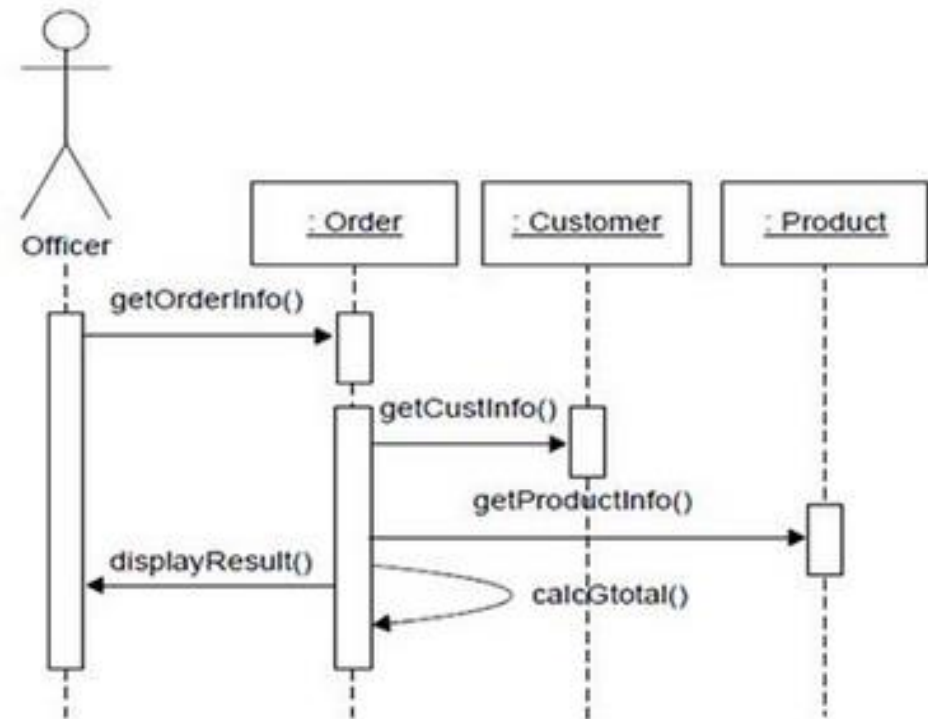 Officer
: Order
: Customer
: Product
getOrderInfo()
getCustInfo()
getProductInfo()
displayResult()
calcGtotal()